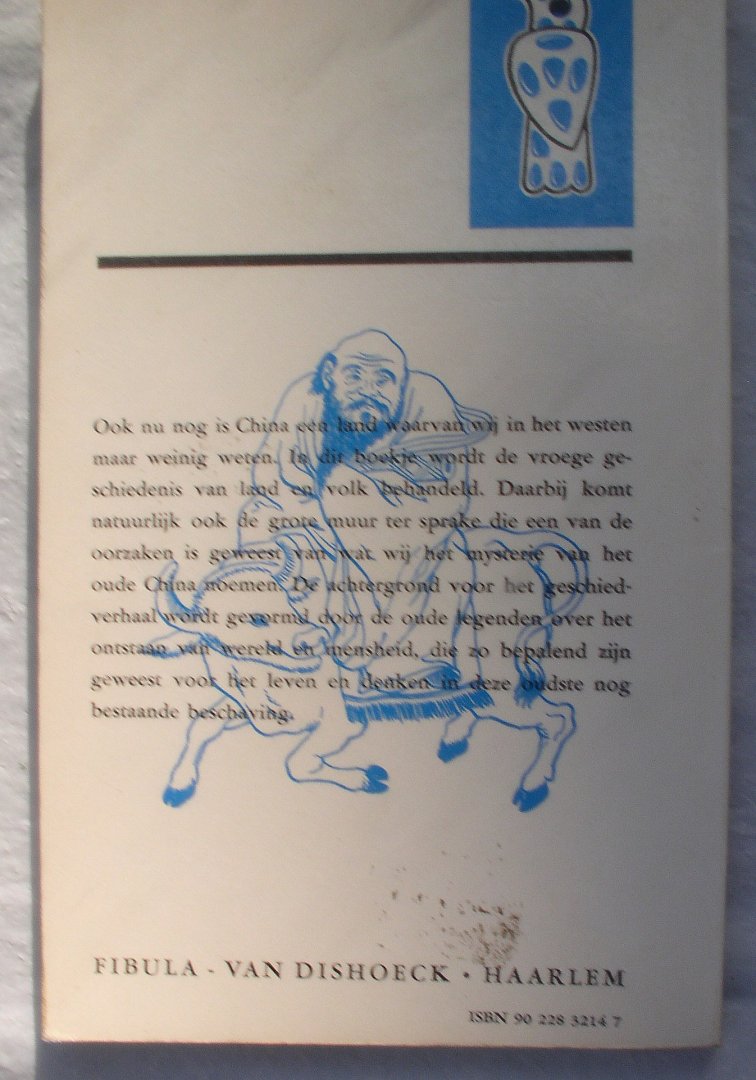 Ook nu nog is China een land waarvan wij in het westen
maar weinig weten. In dit boekje wordt de vroege ge-
schiedenis van land en volk behandeld. Daarbij komt
natuurlijk ook de grote muur ter sprake die een van de
oorzaken is geweest van wat wij het mysterie van het
oude China noemen. De achtergrond voor het geschied-
verhaal wordt gevormd door de oude legenden over het
ontstaan van wereld en mensheid, die zo bepalend zijn
geweest voor het leven en denken in deze oudste nog
bestaande beschaving.
FIBULA - VAN DISHOECK • HAARLEM
ISBN 90 228 3214 7